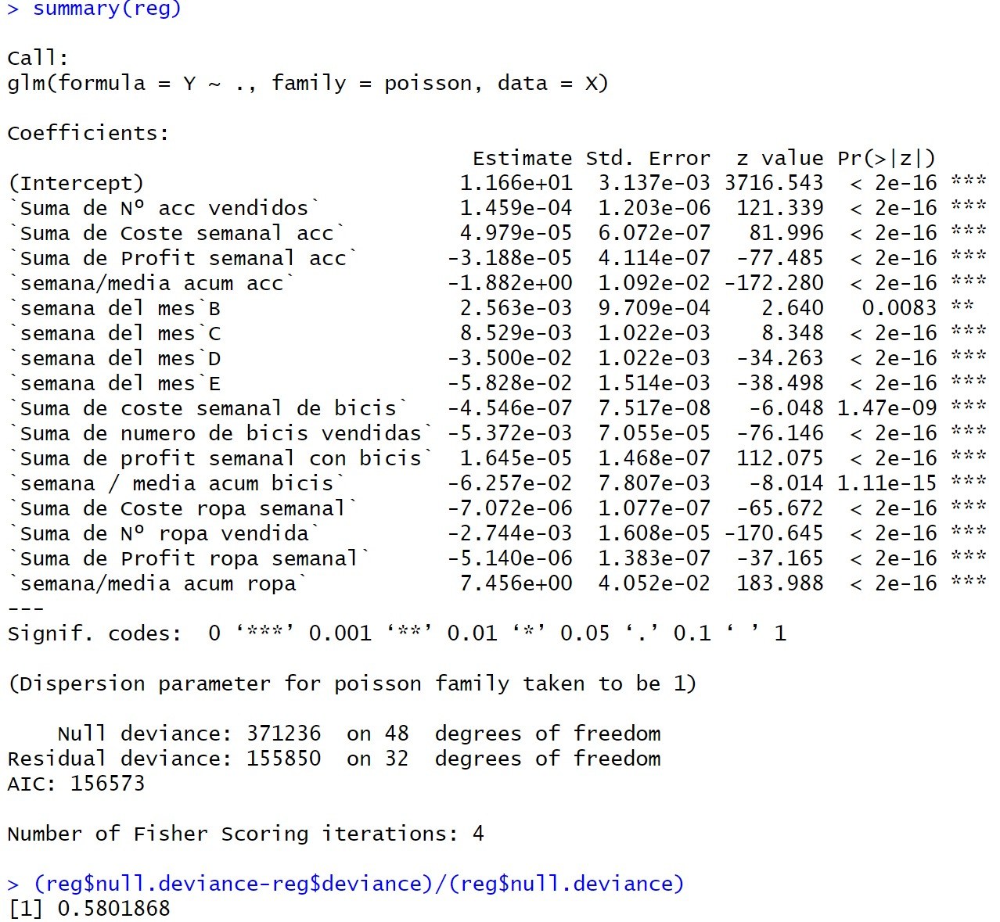 > summary(reg)
Call:
glm(formula = Y ~ ., family = poisson, data = X)
Coefficients:
Estimate Std. Error z value Pr(>|z|)
(Intercept) 1.166e+01 3.137e-03 3716.543 < 2e-16 ***
`Suma de Nº acc vendidos` 1.459e-04 1.203e-06 121.339 < 2e-16 ***
`Suma de Coste semanal acc` 4.979e-05 6.072e-07 81.996 < 2e-16 ***
`Suma de Profit semanal acc` -3.188e-05 4.114e-07 -77.485 < 2e-16 ***
`semana/media acum acc` -1.882e+00 1.092e-02 -172.280 < 2e-16 ***
`semana del mes`B 2.563e-03 9.709e-04 2.640 0.0083 **
`semana del mes`C 8.529e-03 1.022e-03 8.348 < 2e-16 ***
`semana del mes`D -3.500e-02 1.022e-03 -34.263 < 2e-16 ***
`semana del mes`E -5.828e-02 1.514e-03 -38.498 < 2e-16 ***
`Suma de coste semanal de bicis` -4.546e-07 7.517e-08 -6.048 1.47e-09 ***
`Suma de numero de bicis vendidas` -5.372e-03 7.055e-05 -76.146 < 2e-16 ***
`Suma de profit semanal con bicis` 1.645e-05 1.468e-07 112.075 < 2e-16 ***
`semana / media acum bicis` -6.257e-02 7.807e-03 -8.014 1.11e-15 ***
`Suma de Coste ropa semanal` -7.072e-06 1.077e-07 -65.672 < 2e-16 ***
`Suma de Nº ropa vendida` -2.744e-03 1.608e-05 -170.645 < 2e-16 ***
`Suma de Profit ropa semanal` -5.140e-06 1.383e-07 -37.165 < 2e-16 ***
`semana/media acum ropa` 7.456e+00 4.052e-02 183.988 < 2e-16 ***
---
Signif. codes: 0 ‘***’ 0.001 ‘**’ 0.01 ‘*’ 0.05 ‘.’ 0.1 ‘ ’ 1
(Dispersion parameter for poisson family taken to be 1)
Null deviance: 371236 on 48 degrees of freedom
Residual deviance: 155850 on 32 degrees of freedom
AIC: 156573
Number of Fisher Scoring iterations: 4
> (reg$null.deviance-reg$deviance)/(reg$null.deviance)
[1] 0.5801868